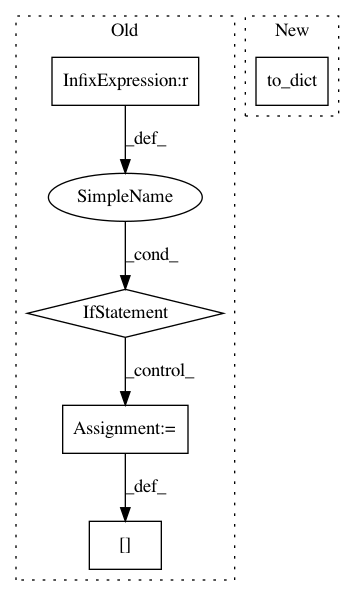 Old
New
InfixExpression:r
to_dict
_def_
SimpleName
_cond_
IfStatement
_control_
Assignment:=
_def_
[]